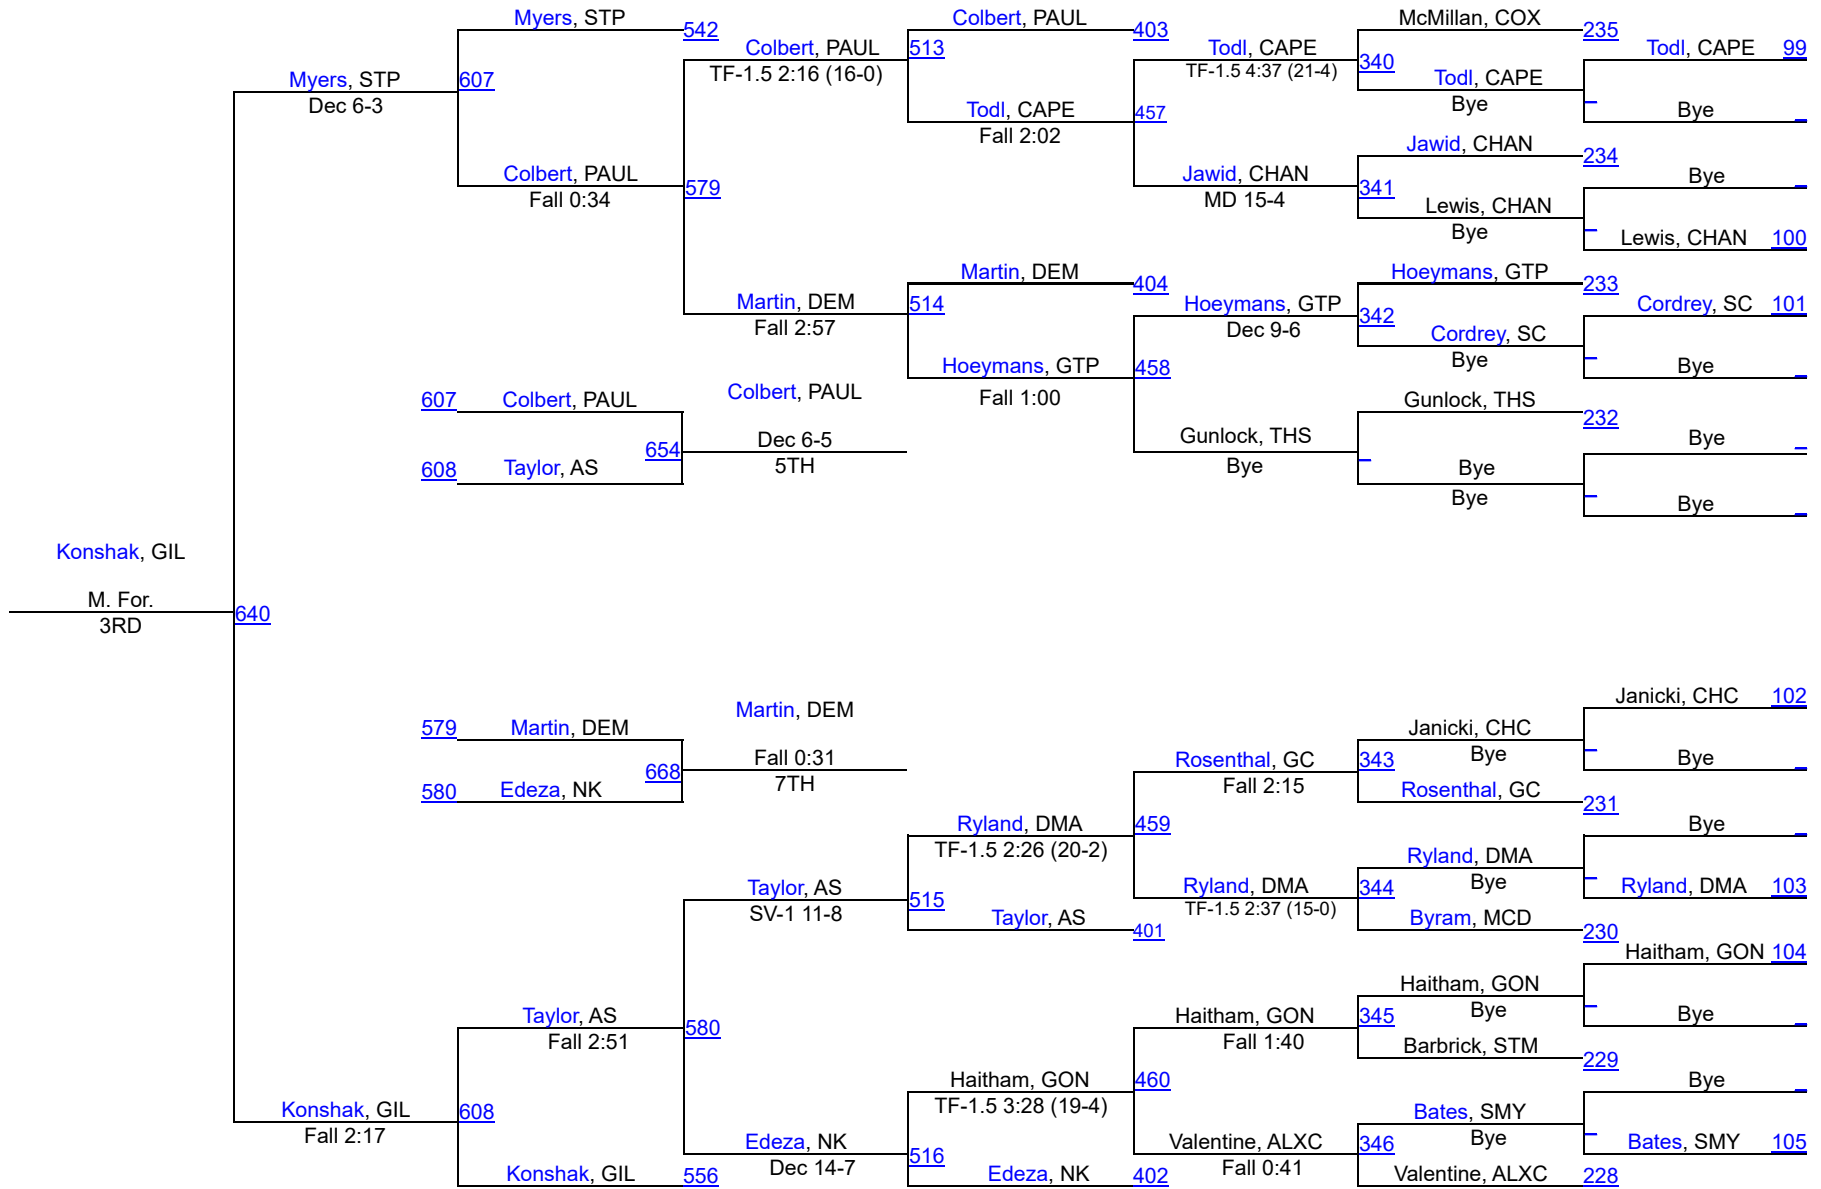 Myers, STP 542
Colbert, PAUL 403
McMillan, COX 235
Colbert, PAUL 513
TF-1.5 2:16 (16-0)
Todl, CAPE 340
TF-1.5 4:37 (21-4)
Todl, CAPE 99
Myers, STP 607
Dec 6-3
Todl, CAPE
Bye
Todl, CAPE 457
Fall 2:02
Bye
Jawid, CHAN 234
Colbert, PAUL 579
Fall 0:34
Jawid, CHAN 341
MD 15-4
Bye
Lewis, CHAN
Bye
Lewis, CHAN 100
Martin, DEM 404
Hoeymans, GTP 233
Martin, DEM 514
Fall 2:57
Hoeymans, GTP 342
Dec 9-6
Cordrey, SC 101
Cordrey, SC
Bye
Hoeymans, GTP 458
Fall 1:00
Bye
607 Colbert, PAUL
Colbert, PAUL
Gunlock, THS 232
654 Dec 6-5
5TH
Gunlock, THS
Bye
Bye
608 Taylor, AS
Bye
Bye
Bye
Konshak, GIL
M. For.
3RD
640
Janicki, CHC 102
579 Martin, DEM
Martin, DEM
Janicki, CHC
Bye
668 Fall 0:31
7TH
Rosenthal, GC 343
Fall 2:15
Bye
580 Edeza, NK
Rosenthal, GC 231
Ryland, DMA 459
TF-1.5 2:26 (20-2)
Bye
Ryland, DMA
Bye
Taylor, AS 515
SV-1 11-8
Ryland, DMA 344
TF-1.5 2:37 (15-0)
Ryland, DMA 103
Taylor, AS 401
Byram, MCD 230
Haitham, GON 104
Haitham, GON
Bye
Taylor, AS 580
Fall 2:51
Haitham, GON 345
Fall 1:40
Bye
Barbrick, STM 229
Haitham, GON 460
TF-1.5 3:28 (19-4)
Bye
Konshak, GIL 608
Fall 2:17
Bates, SMY
Bye
Edeza, NK 516
Dec 14-7
Valentine, ALXC 346
Fall 0:41
Bates, SMY 105
Konshak, GIL 556
Edeza, NK 402
Valentine, ALXC 228